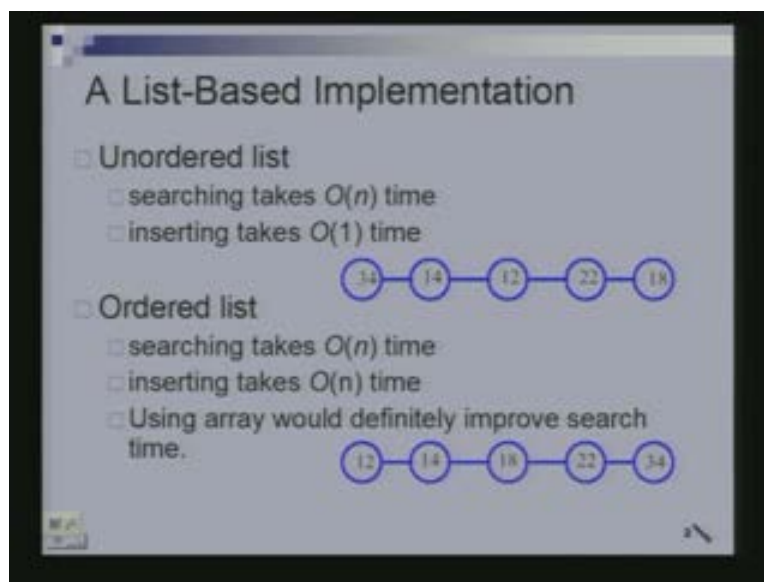 A List-Based Implementation
Unordered list
searching takes O(n) time
inserting takes O(1) time
34 14 12 22 18
Ordered list
searching takes O(n) time
inserting takes O(n) time
Using array would definitely improve search
time.
12 14 18 22 34